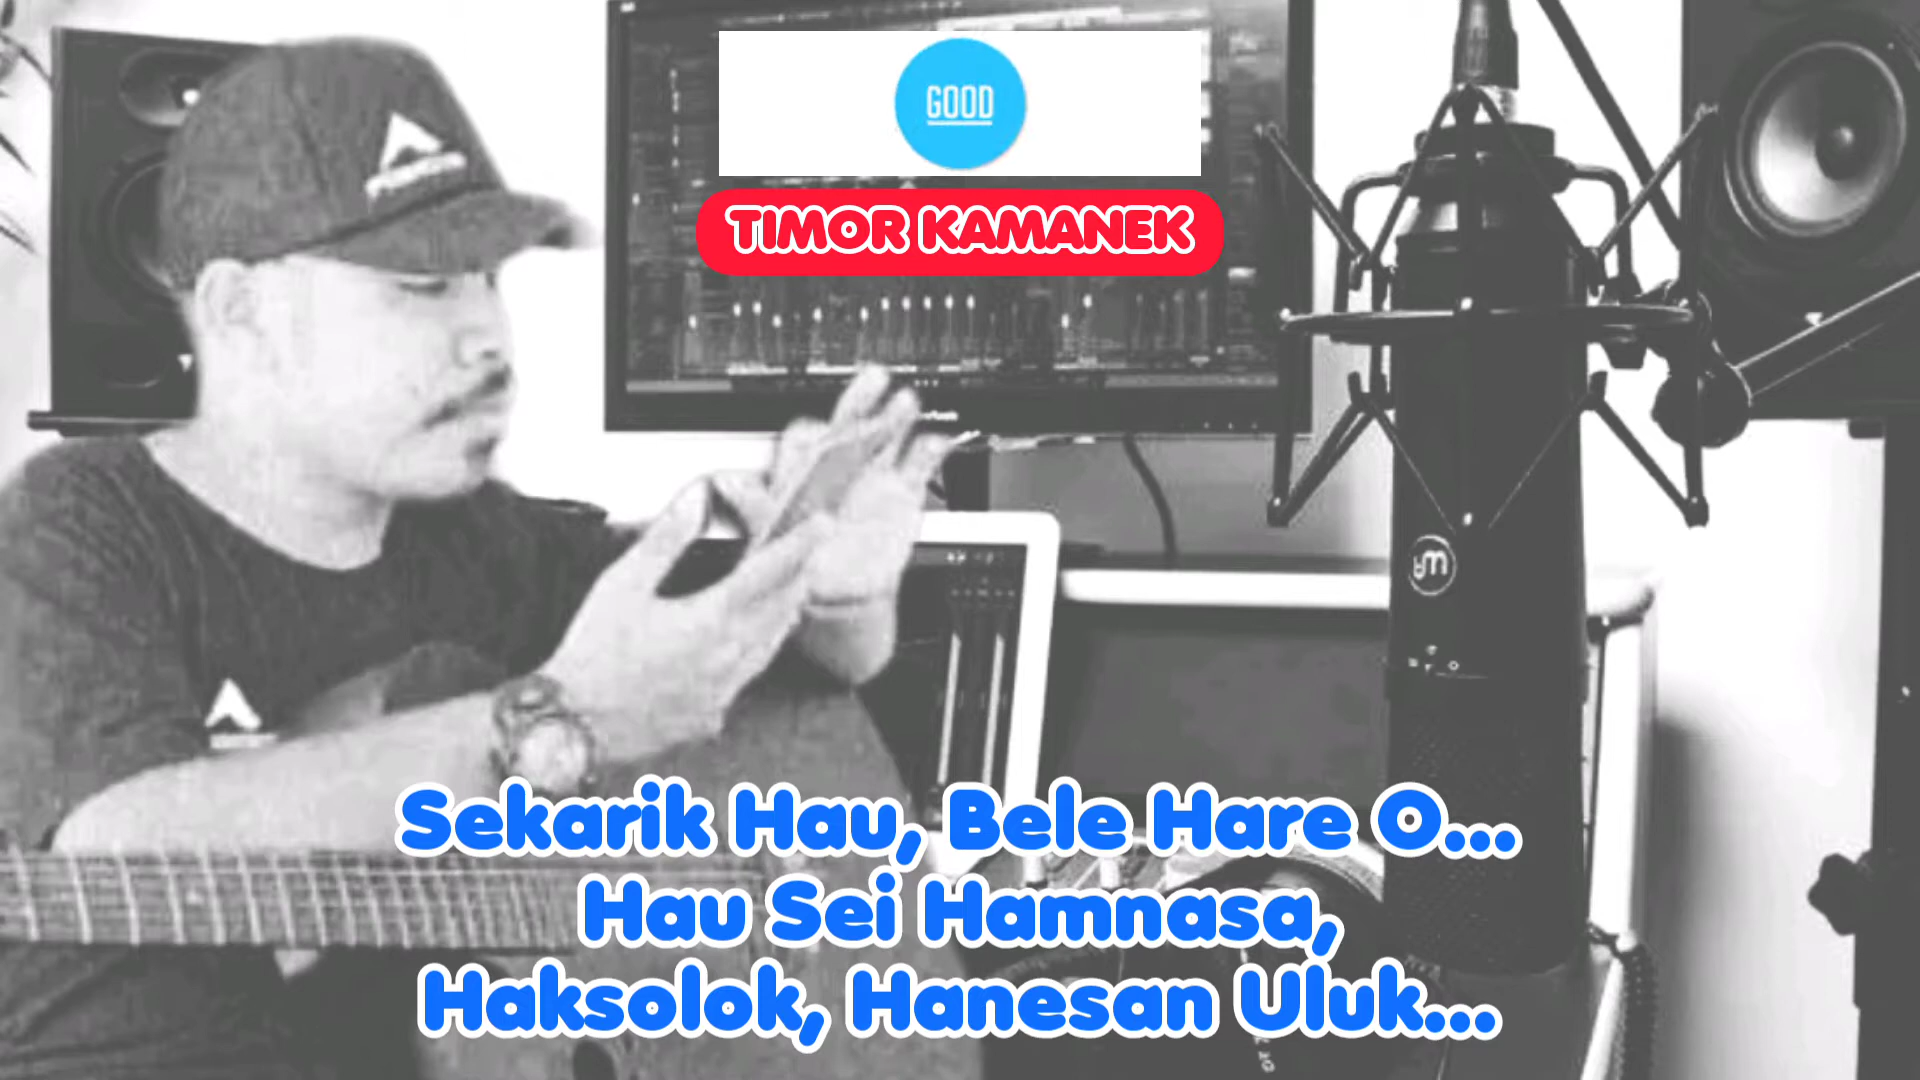 GOOD
TIMOR KAMANEK
Sekarik Hau, Bele Hare O...
Hau Sei Hamnasa,
Haksolok, Hanesan Uluk...